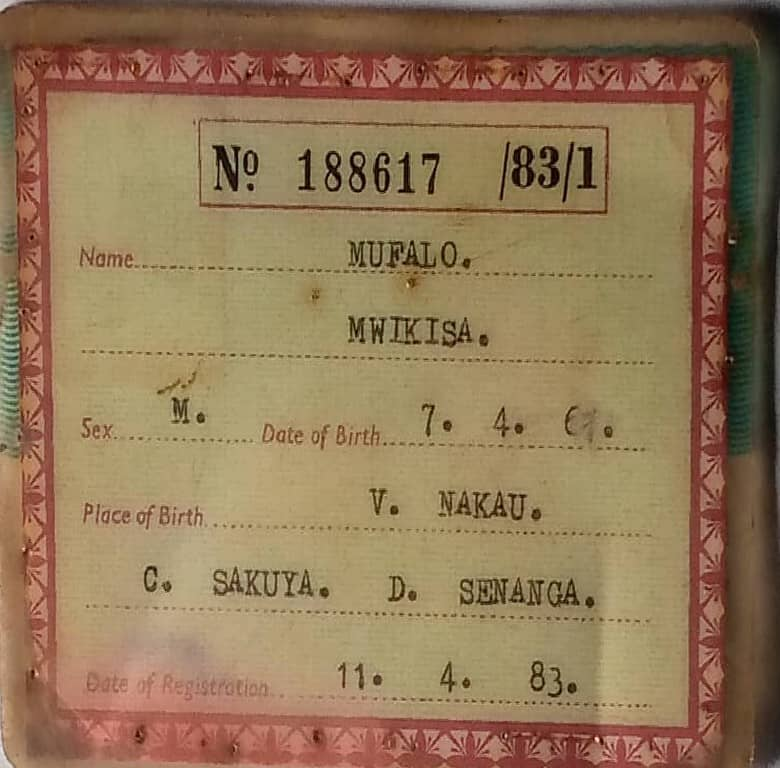 Nº 188617 /83/1
Name MUFALO.
MWIKISA.
Sex M. Date of Birth 7. 4.
Place of Birth V. NAKAU.
C. SAKUYA. D. SENANGA.
Date of Registration 11. 4. 83.